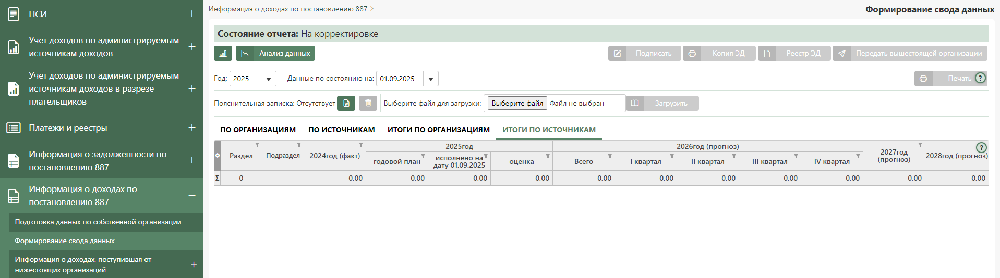 НСИ
Учет доходов по администрируемым
источникам доходов
Учет доходов по администрируемым
источникам доходов в разрезе
плательщиков
Платежи и реестры
Информация о задолженности по
постановлению 887
Информация о доходах по
постановлению 887
Подготовка данных по собственной организации
Формирование свода данных
Информация о доходах, поступившая от
нижестоящих организаций
Информация о доходах по постановлению 887 >
Формирование свода данных
Состояние отчета: На корректировке
Анализ данных Подписать Копия ЭД Реестр ЭД Передать вышестоящей организации
Год: 2025 Данные по состоянию на: 01.09.2025 Печать ?
Пояснительная записка: Отсутствует Выберите файл для загрузки: Выберите файл Файл не выбран Загрузить
ПО ОРГАНИЗАЦИЯМ ПО ИСТОЧНИКАМ ИТОГИ ПО ОРГАНИЗАЦИЯМ ИТОГИ ПО ИСТОЧНИКАМ
2025год 2026год (прогноз) ?
Раздел Подраздел 2024год (факт) годовой план исполнено на
дату 01.09.2025 оценка Всего I квартал II квартал III квартал IV квартал 2027год
(прогноз) 2028год (прогноз)
Σ 0 0,00 0,00 0,00 0,00 0,00 0,00 0,00 0,00 0,00 0,00 0,00